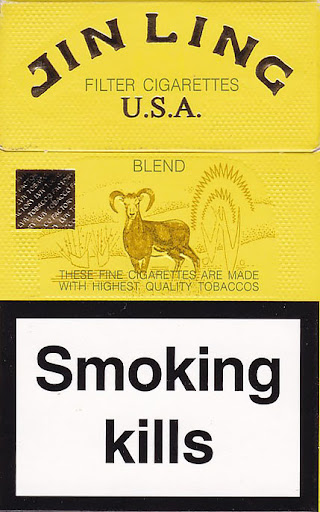 JIN LING
FILTER CIGARETTES
U.S.A.
BLEND
THESE FINE CIGARETTES ARE MADE
WITH HIGHEST QUALITY TOBACCOS
Smoking
kills